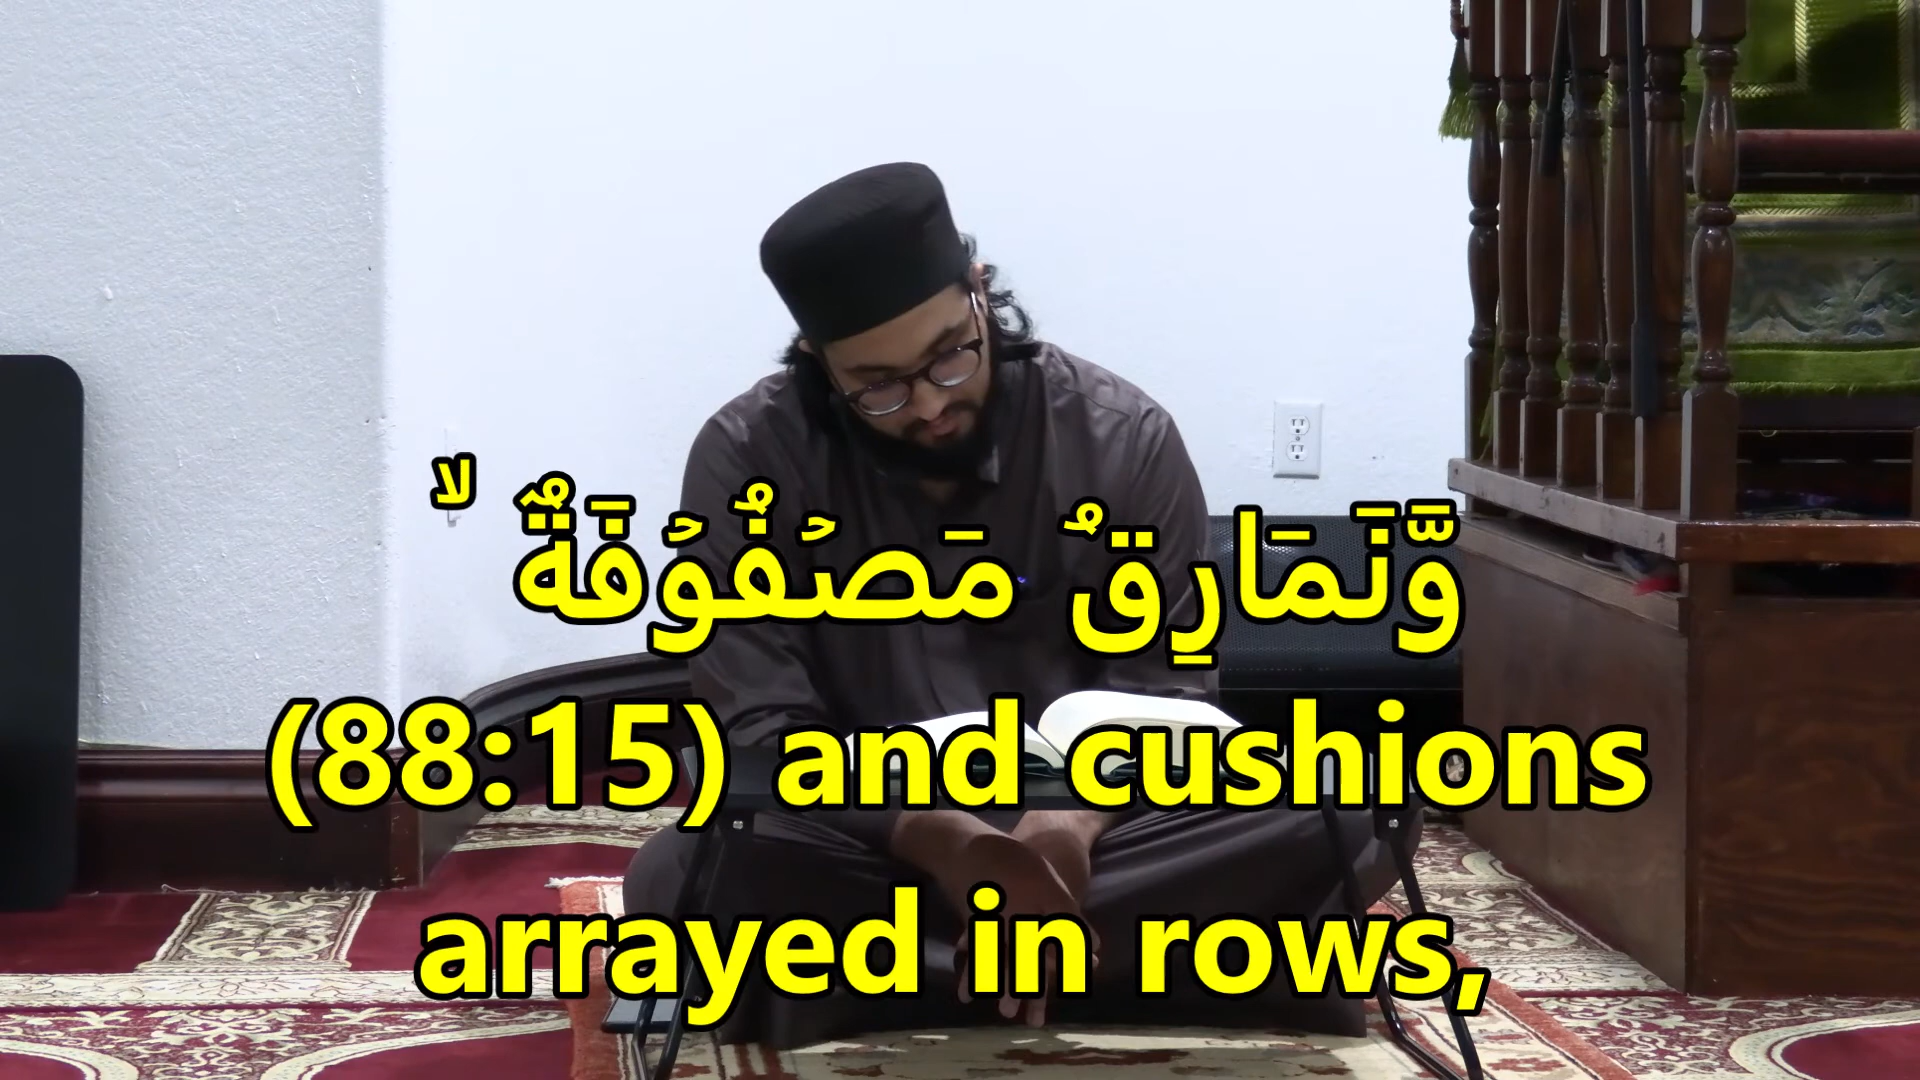 وَّنَمَارِقُ مَصۡفُوۡفَةٌ ۙ
(88:15) and cushions
arrayed in rows,